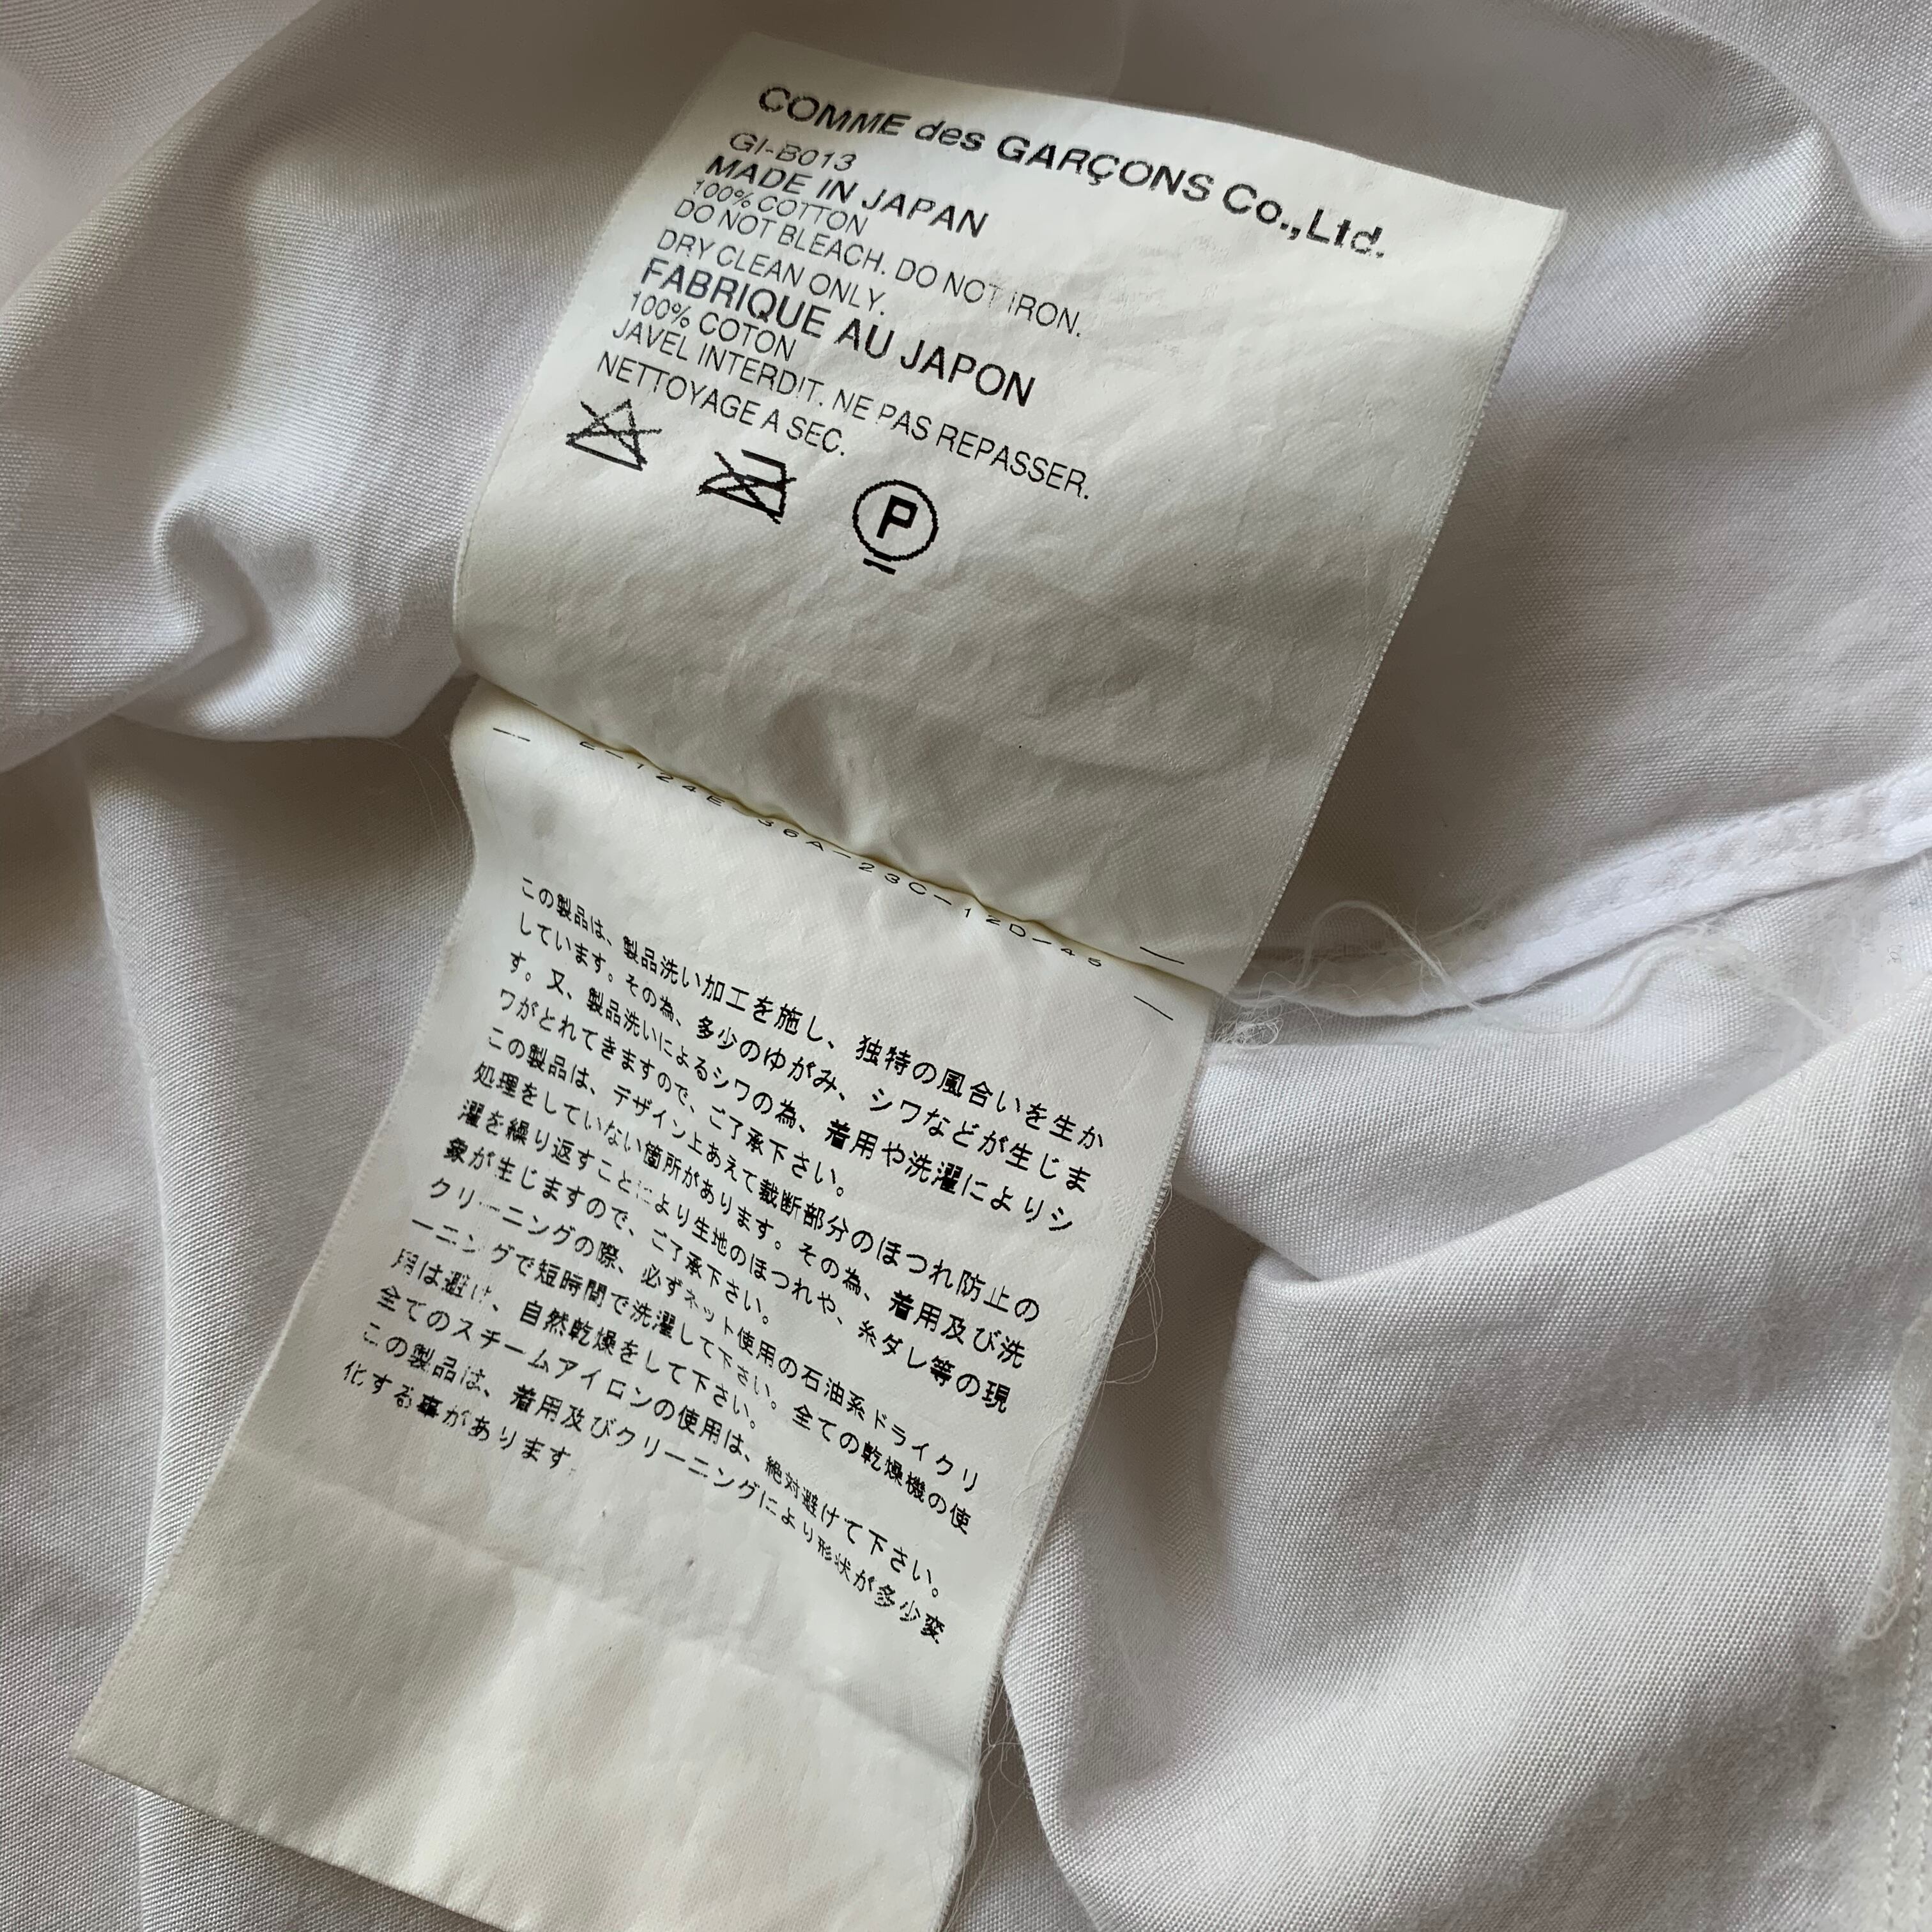 COMME des GARÇONS Co.,Ltd.
GI-B013
MADE IN JAPAN
100% COTTON
DO NOT BLEACH. DO NOT IRON.
DRY CLEAN ONLY.
FABRIQUE AU JAPON
100% COTON
JAVEL INTERDIT. NE PAS REPASSER.
NETTOYAGE A SEC.
P
この製品は、製品洗い加工を施し、独特の風合いを生か
しています。その為、多少のゆがみ、シワなどが生じま
す。又、製品洗いによるシワの為、着用や洗濯によりシ
ワがとれてきますので、ご了承下さい。
この製品は、デザイン上あえて裁断部分のほつれ防止の
処理をしていない箇所があります。その為、着用及び洗
濯を繰り返すことにより生地のほつれや、糸ダレ等の現
象が生じますので、ご了承下さい。
クリーニングの際、必ずネット使用の石油系ドライクリ
ーニングで短時間で洗濯して下さい。全ての乾燥機の使
用は避け、自然乾燥をして下さい。
全てのスチームアイロンの使用は、絶対避けて下さい。
この製品は、着用及びクリーニングにより形状が多少変
化する事があります。